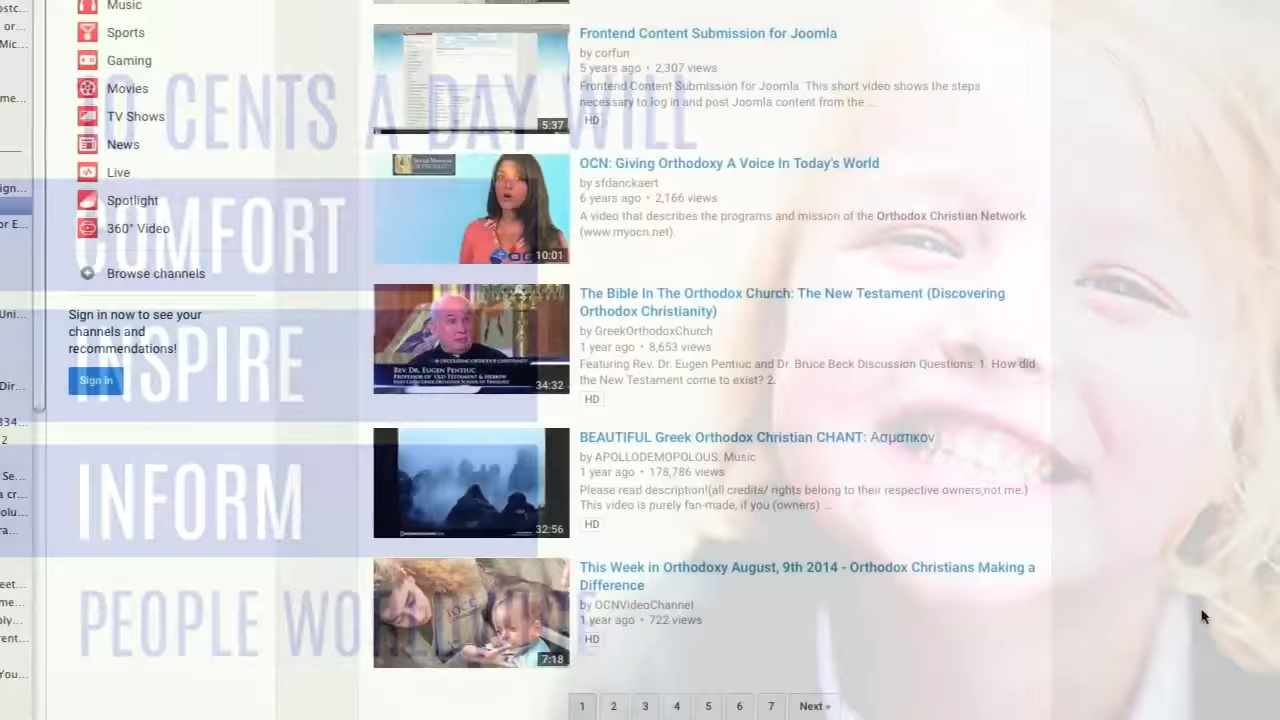 Music
Sports
Gaming
Movies
TV Shows
News
Live
Spotlight
360° Video
Browse channels
Sign in now to see your
channels and
recommendations!
Sign in
CENTS A DAY WILL
COMFORT
INSPIRE
INFORM
PEOPLE
Frontend Content Submission for Joomla
by corfun
5 years ago • 2,307 views
Frontend Content Submission for Joomla. This short video shows the steps
necessary to log in and post Joomla content from the
HD
5:37
OCN: Giving Orthodoxy A Voice In Today's World
by sfdanckaert
6 years ago • 2,166 views
A video that describes the programs and mission of the Orthodox Christian Network
(www.myocn.net).
10:01
The Bible In The Orthodox Church: The New Testament (Discovering
Orthodox Christianity)
by GreekOrthodoxChurch
1 year ago • 8,653 views
Featuring Rev. Dr. Eugen Pentiuc and Dr. Bruce Beck Discussion Questions: 1. How did
the New Testament come to exist? 2.
HD
REV. DR. EUGEN PENTIUC
PROFESSOR OF OLD TESTAMENT & HEBREW
34:32
BEAUTIFUL Greek Orthodox Christian CHANT: Ασματικον
by APOLLODEMOPOLOUS: Music
1 year ago • 178,786 views
Please read description!(all credits/ rights belong to their respective owners;not me.)
This video is purely fan-made, if you (owners) ...
HD
32:56
This Week in Orthodoxy August, 9th 2014 - Orthodox Christians Making a
Difference
by OCNVideoChannel
1 year ago • 722 views
HD
IOCC
7:18
1 2 3 4 5 6 7 Next »